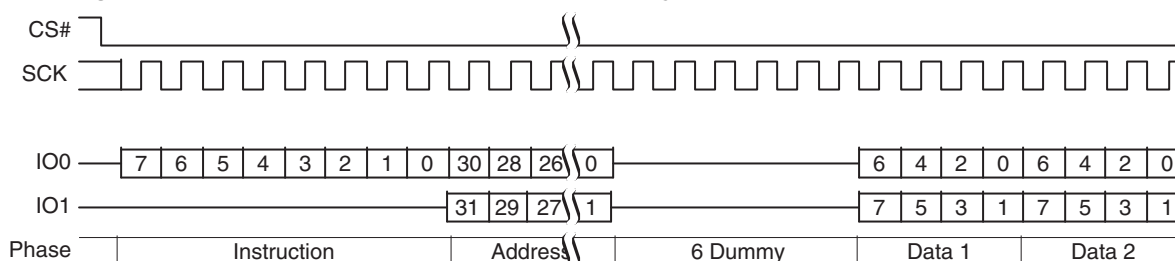 CS#
SCK
IO0 7 6 5 4 3 2 1 0 30 28 26 0 6 4 2 0 6 4 2 0
IO1 31 29 27 1 7 5 3 1 7 5 3 1
Phase Instruction Address 6 Dummy Data 1 Data 2